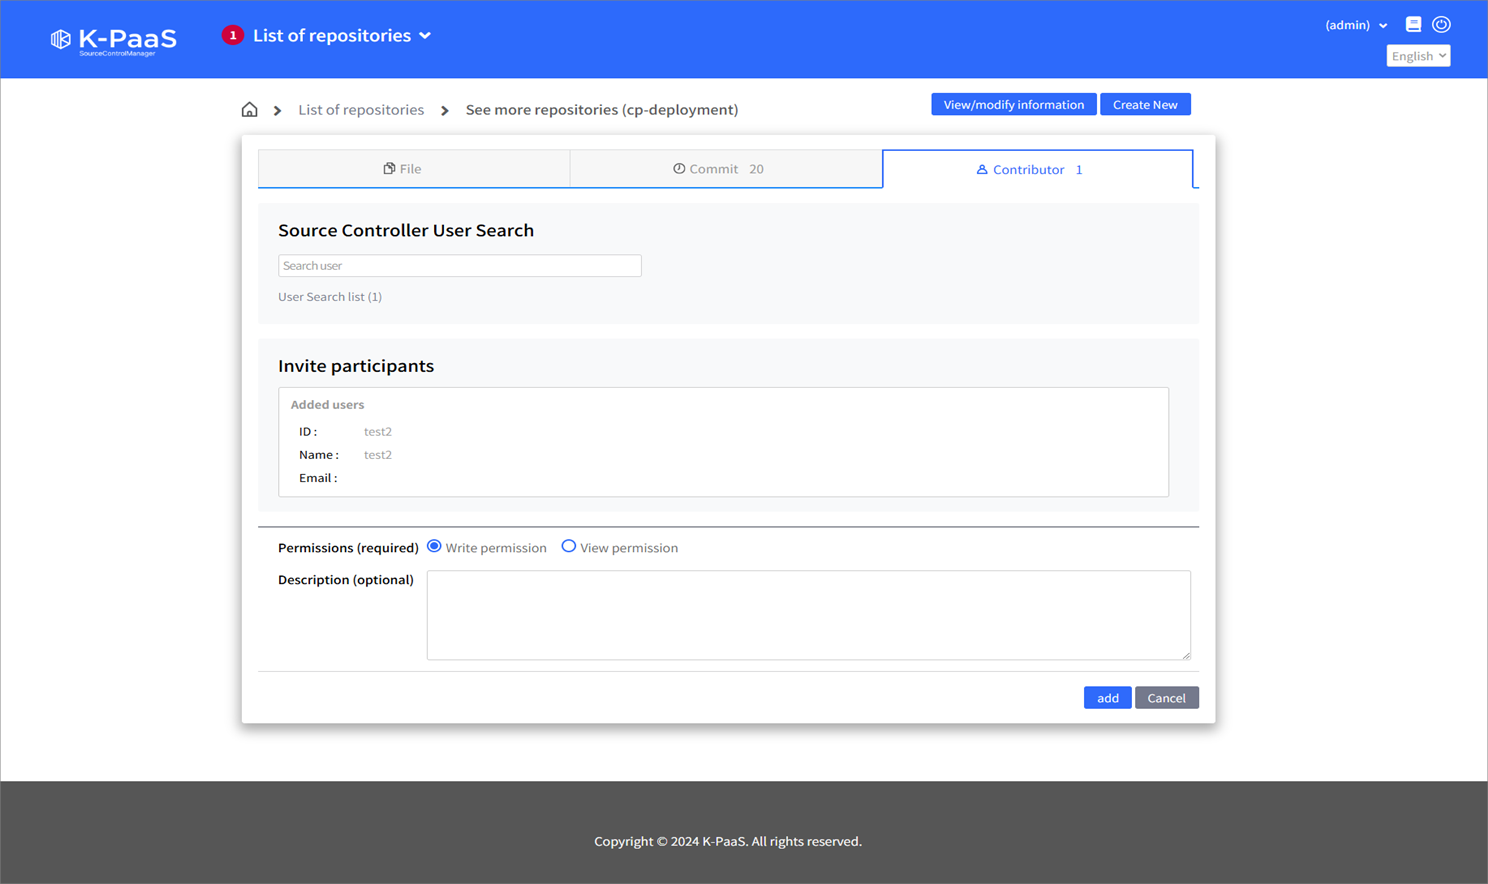 K-PaaS
SourceControlManager
1 List of repositories
(admin)
English
List of repositories See more repositories (cp-deployment)
View/modify information Create New
File Commit 20 Contributor 1
Source Controller User Search
Search user
User Search list (1)
Invite participants
Added users
ID : test2
Name : test2
Email :
Permissions (required) Write permission View permission
Description (optional)
add Cancel
Copyright © 2024 K-PaaS. All rights reserved.